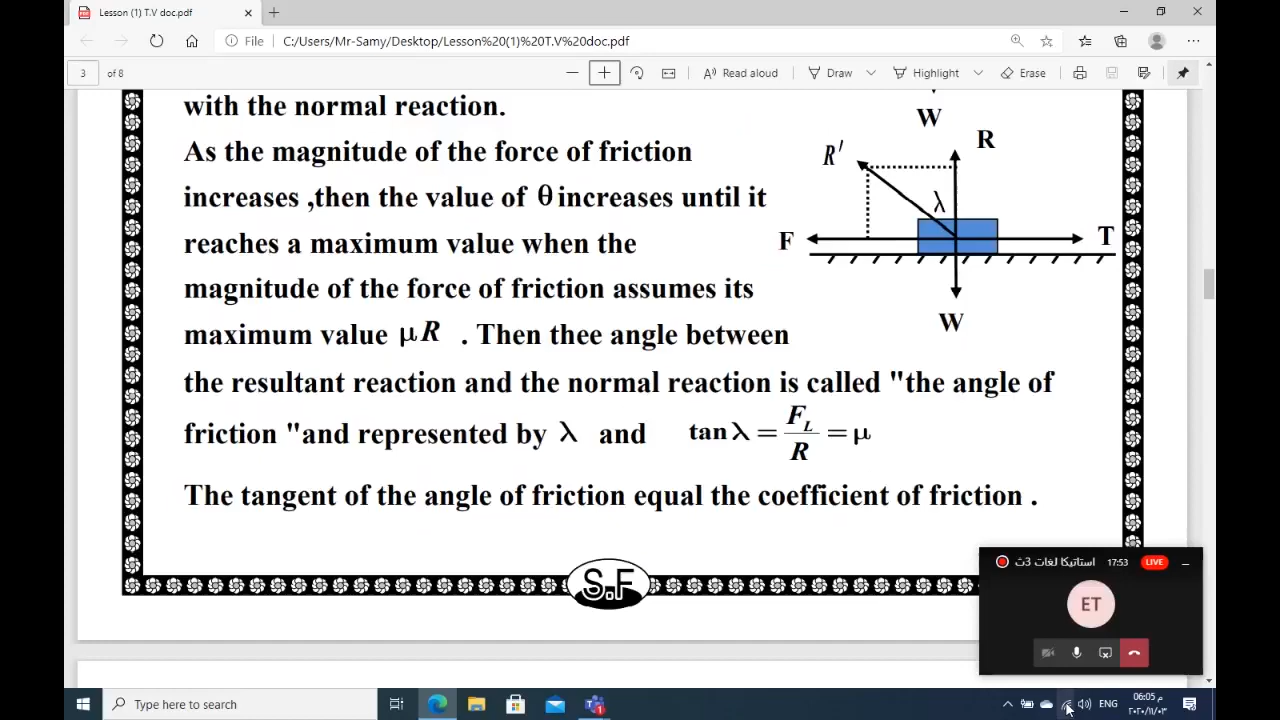 Lesson (1) T.V doc.pdf
File C:/Users/Mr-Samy/Desktop/Lesson%20(1)%20T.V%20doc.pdf
3 of 8
Read aloud Draw Highlight Erase
with the normal reaction.
As the magnitude of the force of friction
increases ,then the value of θ increases until it
reaches a maximum value when the
magnitude of the force of friction assumes its
maximum value μR . Then thee angle between
the resultant reaction and the normal reaction is called "the angle of
friction "and represented by λ and tan λ = F_L / R = μ
The tangent of the angle of friction equal the coefficient of friction .
W
R
R'
λ
F
T
W
S.F
استاتيكا لغات 3ث 17:53 LIVE
ET
Type here to search
1
ENG
06:05 م
٢٠٢٠/١١/٠٣